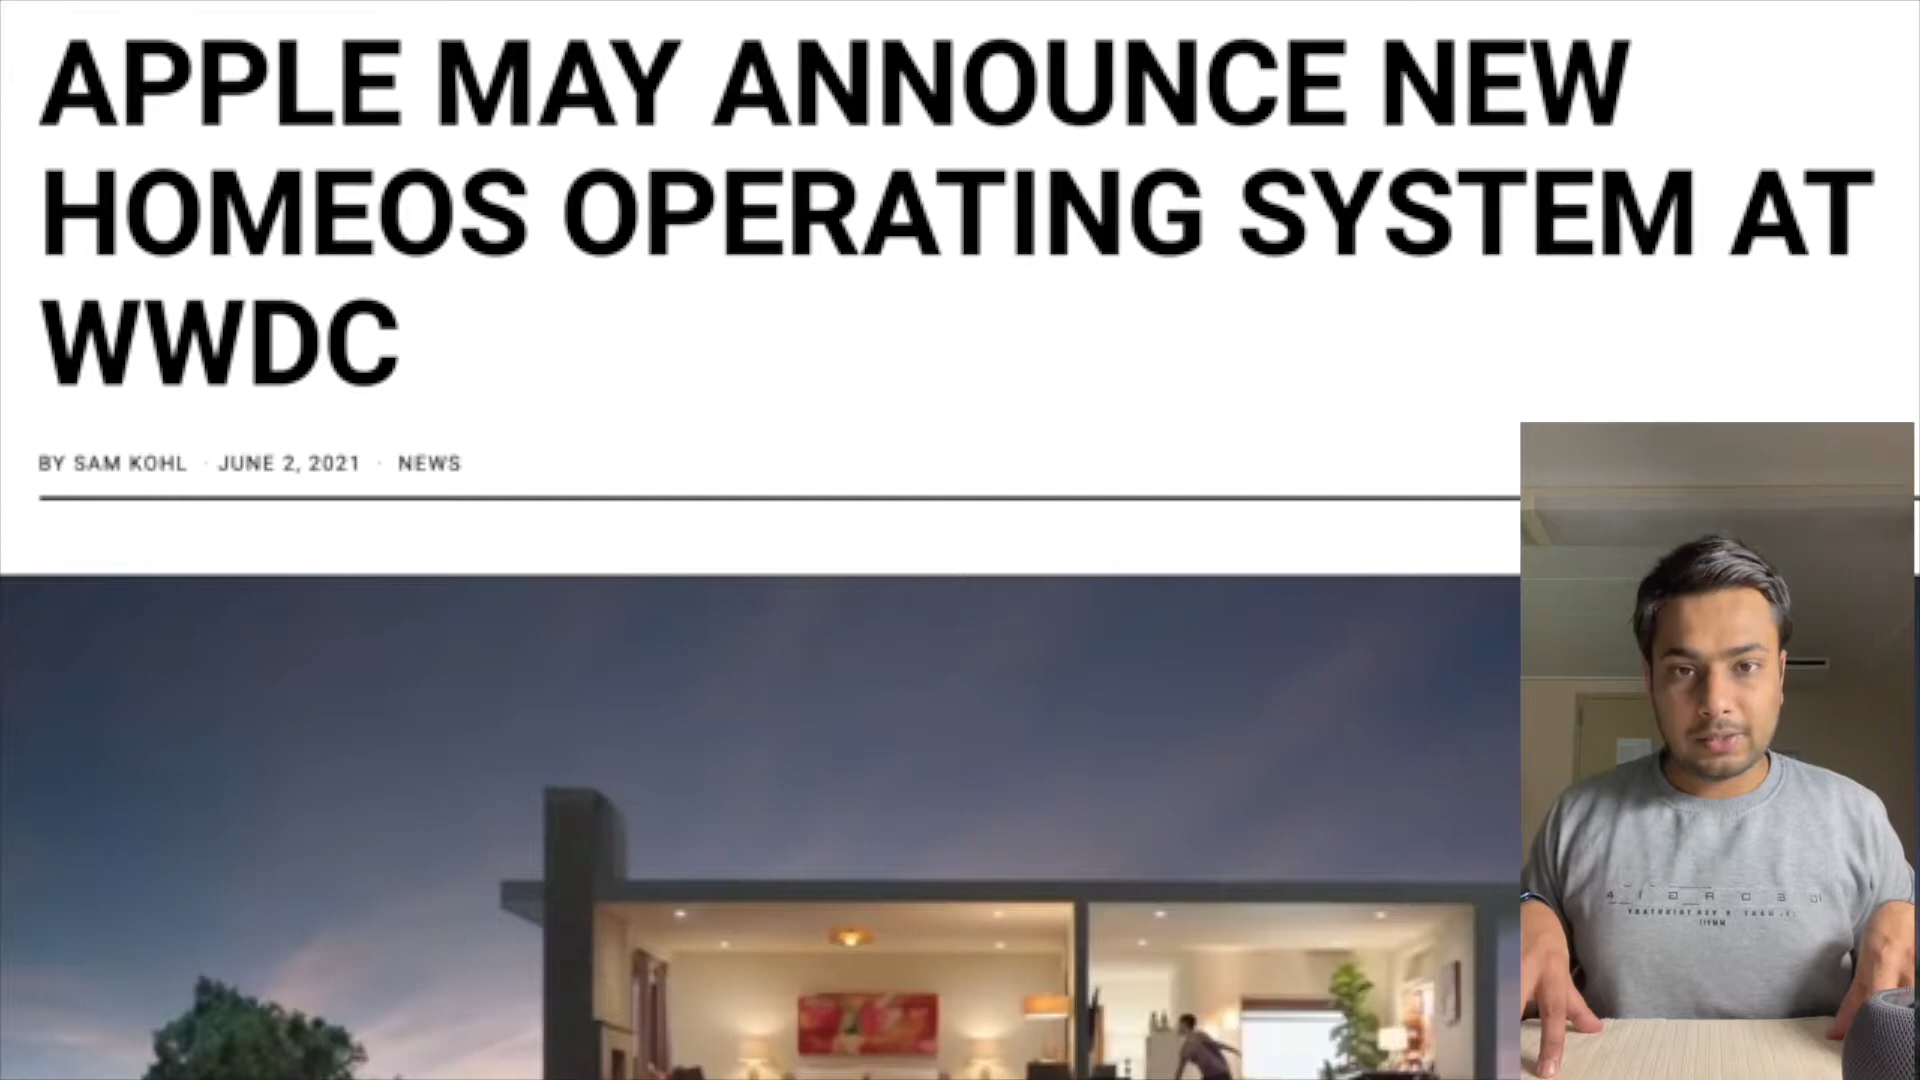 APPLE MAY ANNOUNCE NEW
HOMEOS OPERATING SYSTEM AT
WWDC
BY SAM KOHL · JUNE 2, 2021 · NEWS